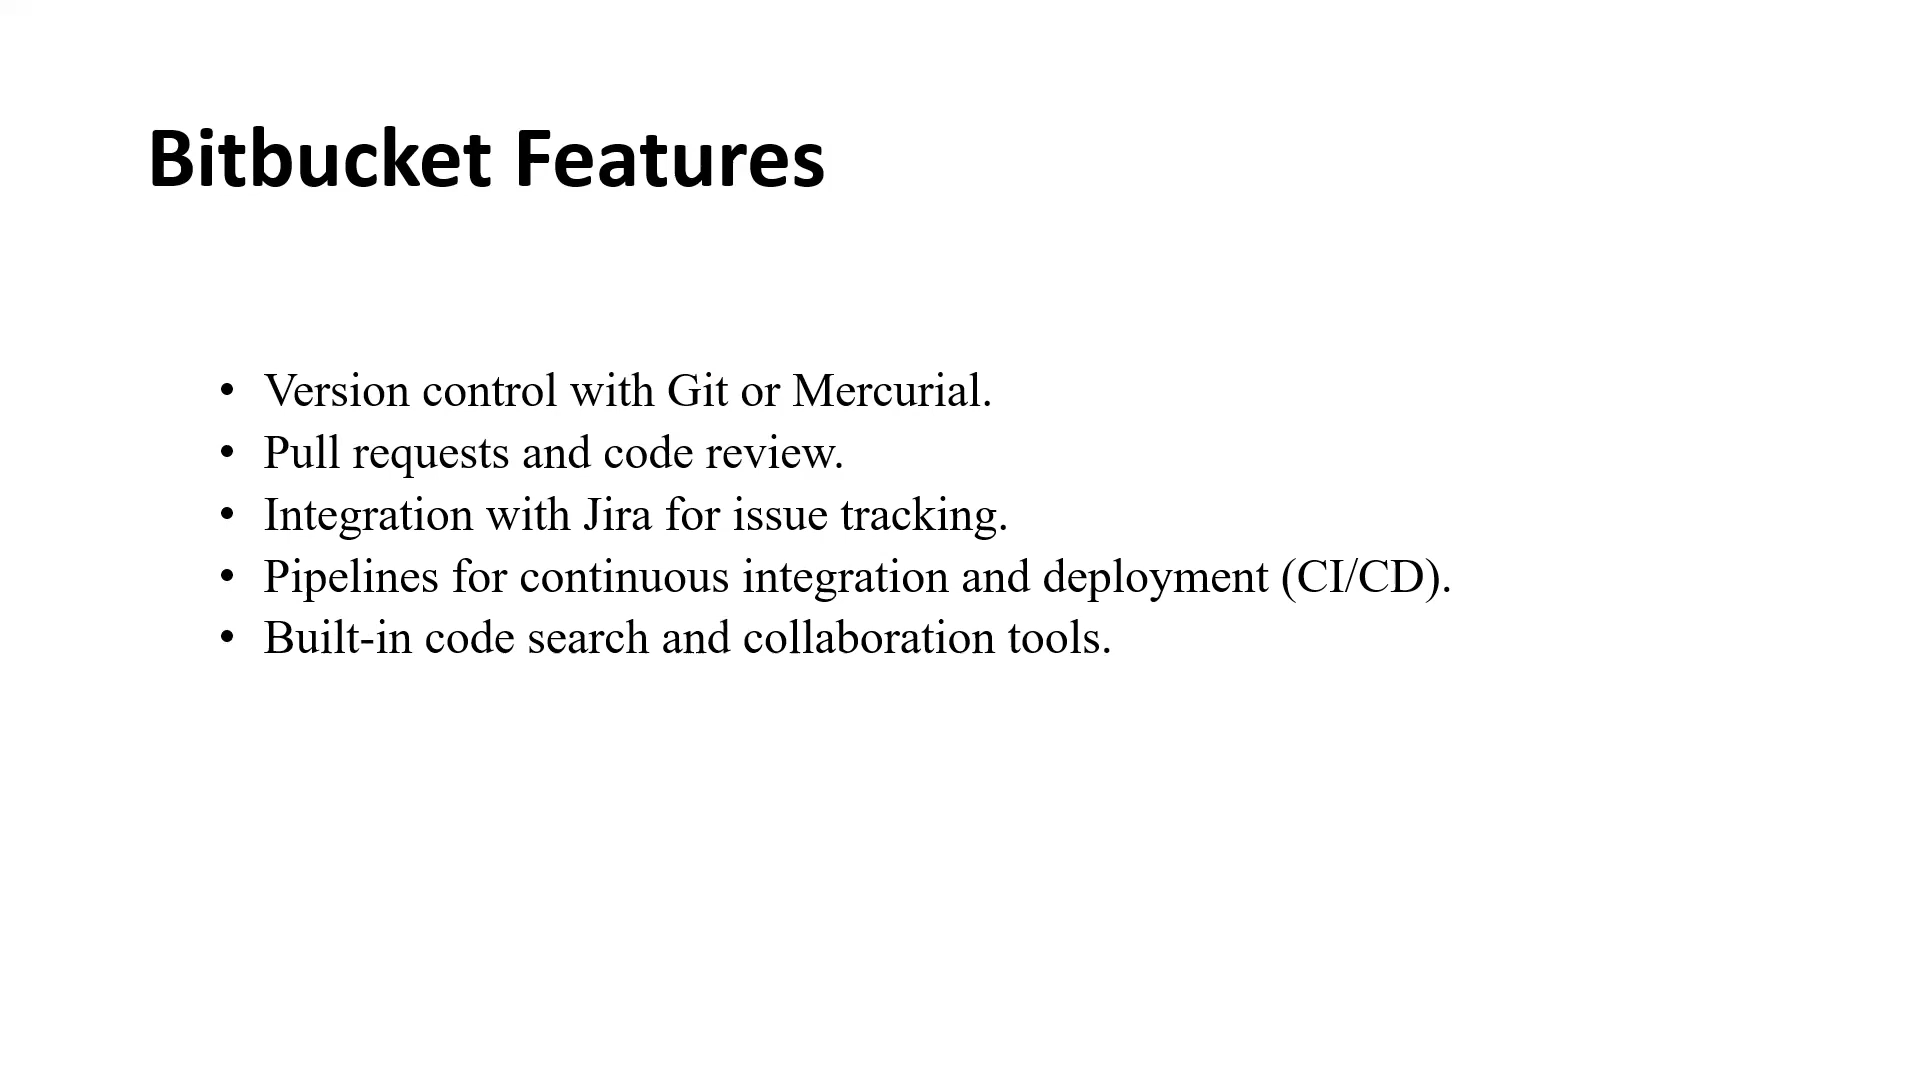 Bitbucket Features
• Version control with Git or Mercurial.
• Pull requests and code review.
• Integration with Jira for issue tracking.
• Pipelines for continuous integration and deployment (CI/CD).
• Built-in code search and collaboration tools.